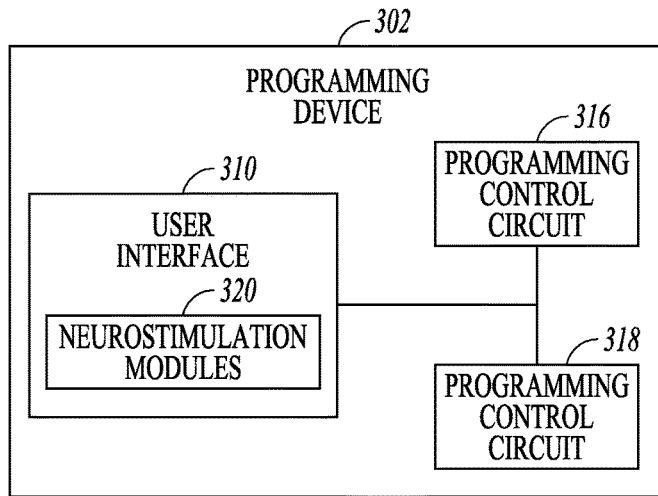 302
PROGRAMMING
DEVICE
316
PROGRAMMING
CONTROL
CIRCUIT
310
USER
INTERFACE
320
NEUROSTIMULATION
MODULES
318
PROGRAMMING
CONTROL
CIRCUIT